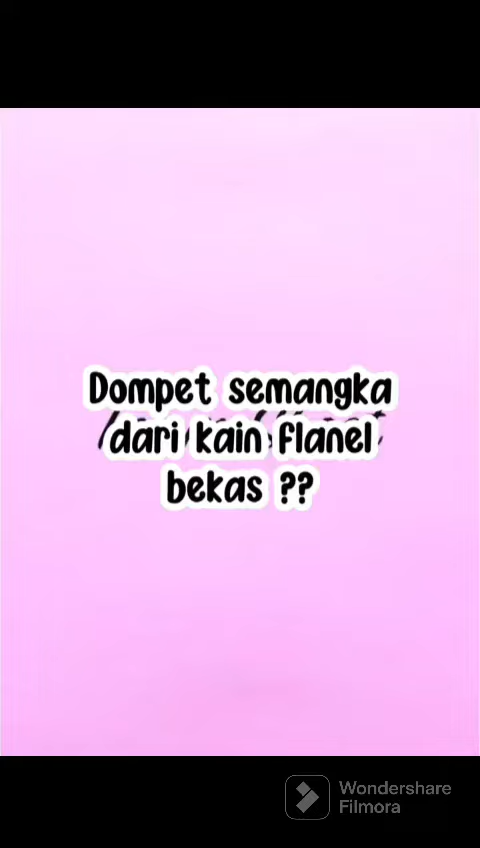 Dompet semangka
dari kain flanel
bekas ??
Wondershare
Filmora